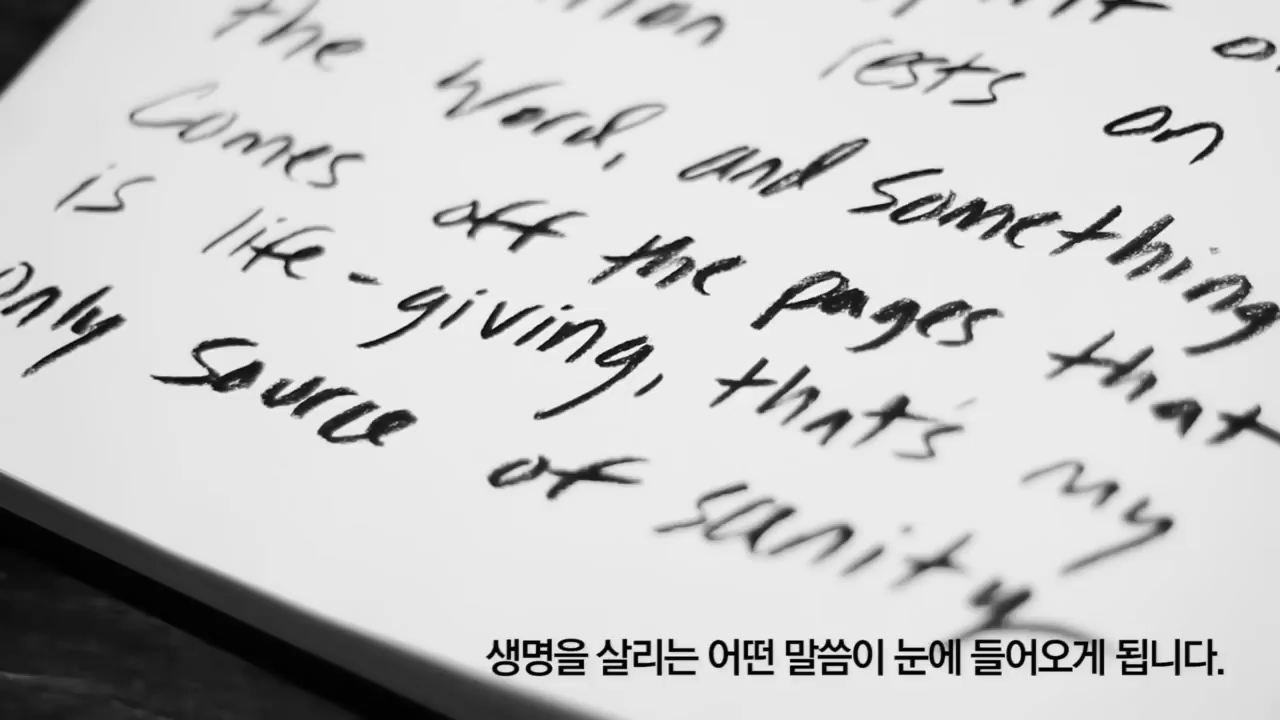 rests on
the Word, and something
comes off the pages that
is life-giving, that's my
only source of sanity
생명을 살리는 어떤 말씀이 눈에 들어오게 됩니다.